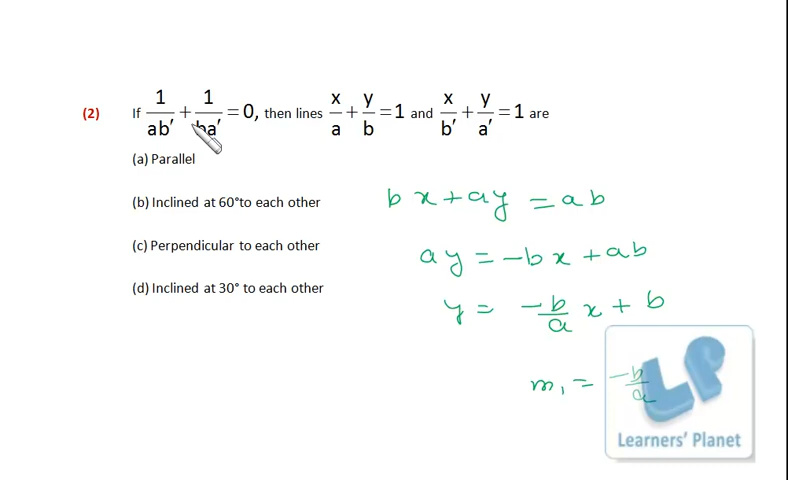 (2) If 1/ab′ + 1/ba′ = 0, then lines x/a + y/b = 1 and x/b′ + y/a′ = 1 are
(a) Parallel
(b) Inclined at 60°to each other
(c) Perpendicular to each other
(d) Inclined at 30° to each other
bx + ay = ab
ay = -bx + ab
y = -b/a x + b
m₁ = -b/a
LP
Learners' Planet